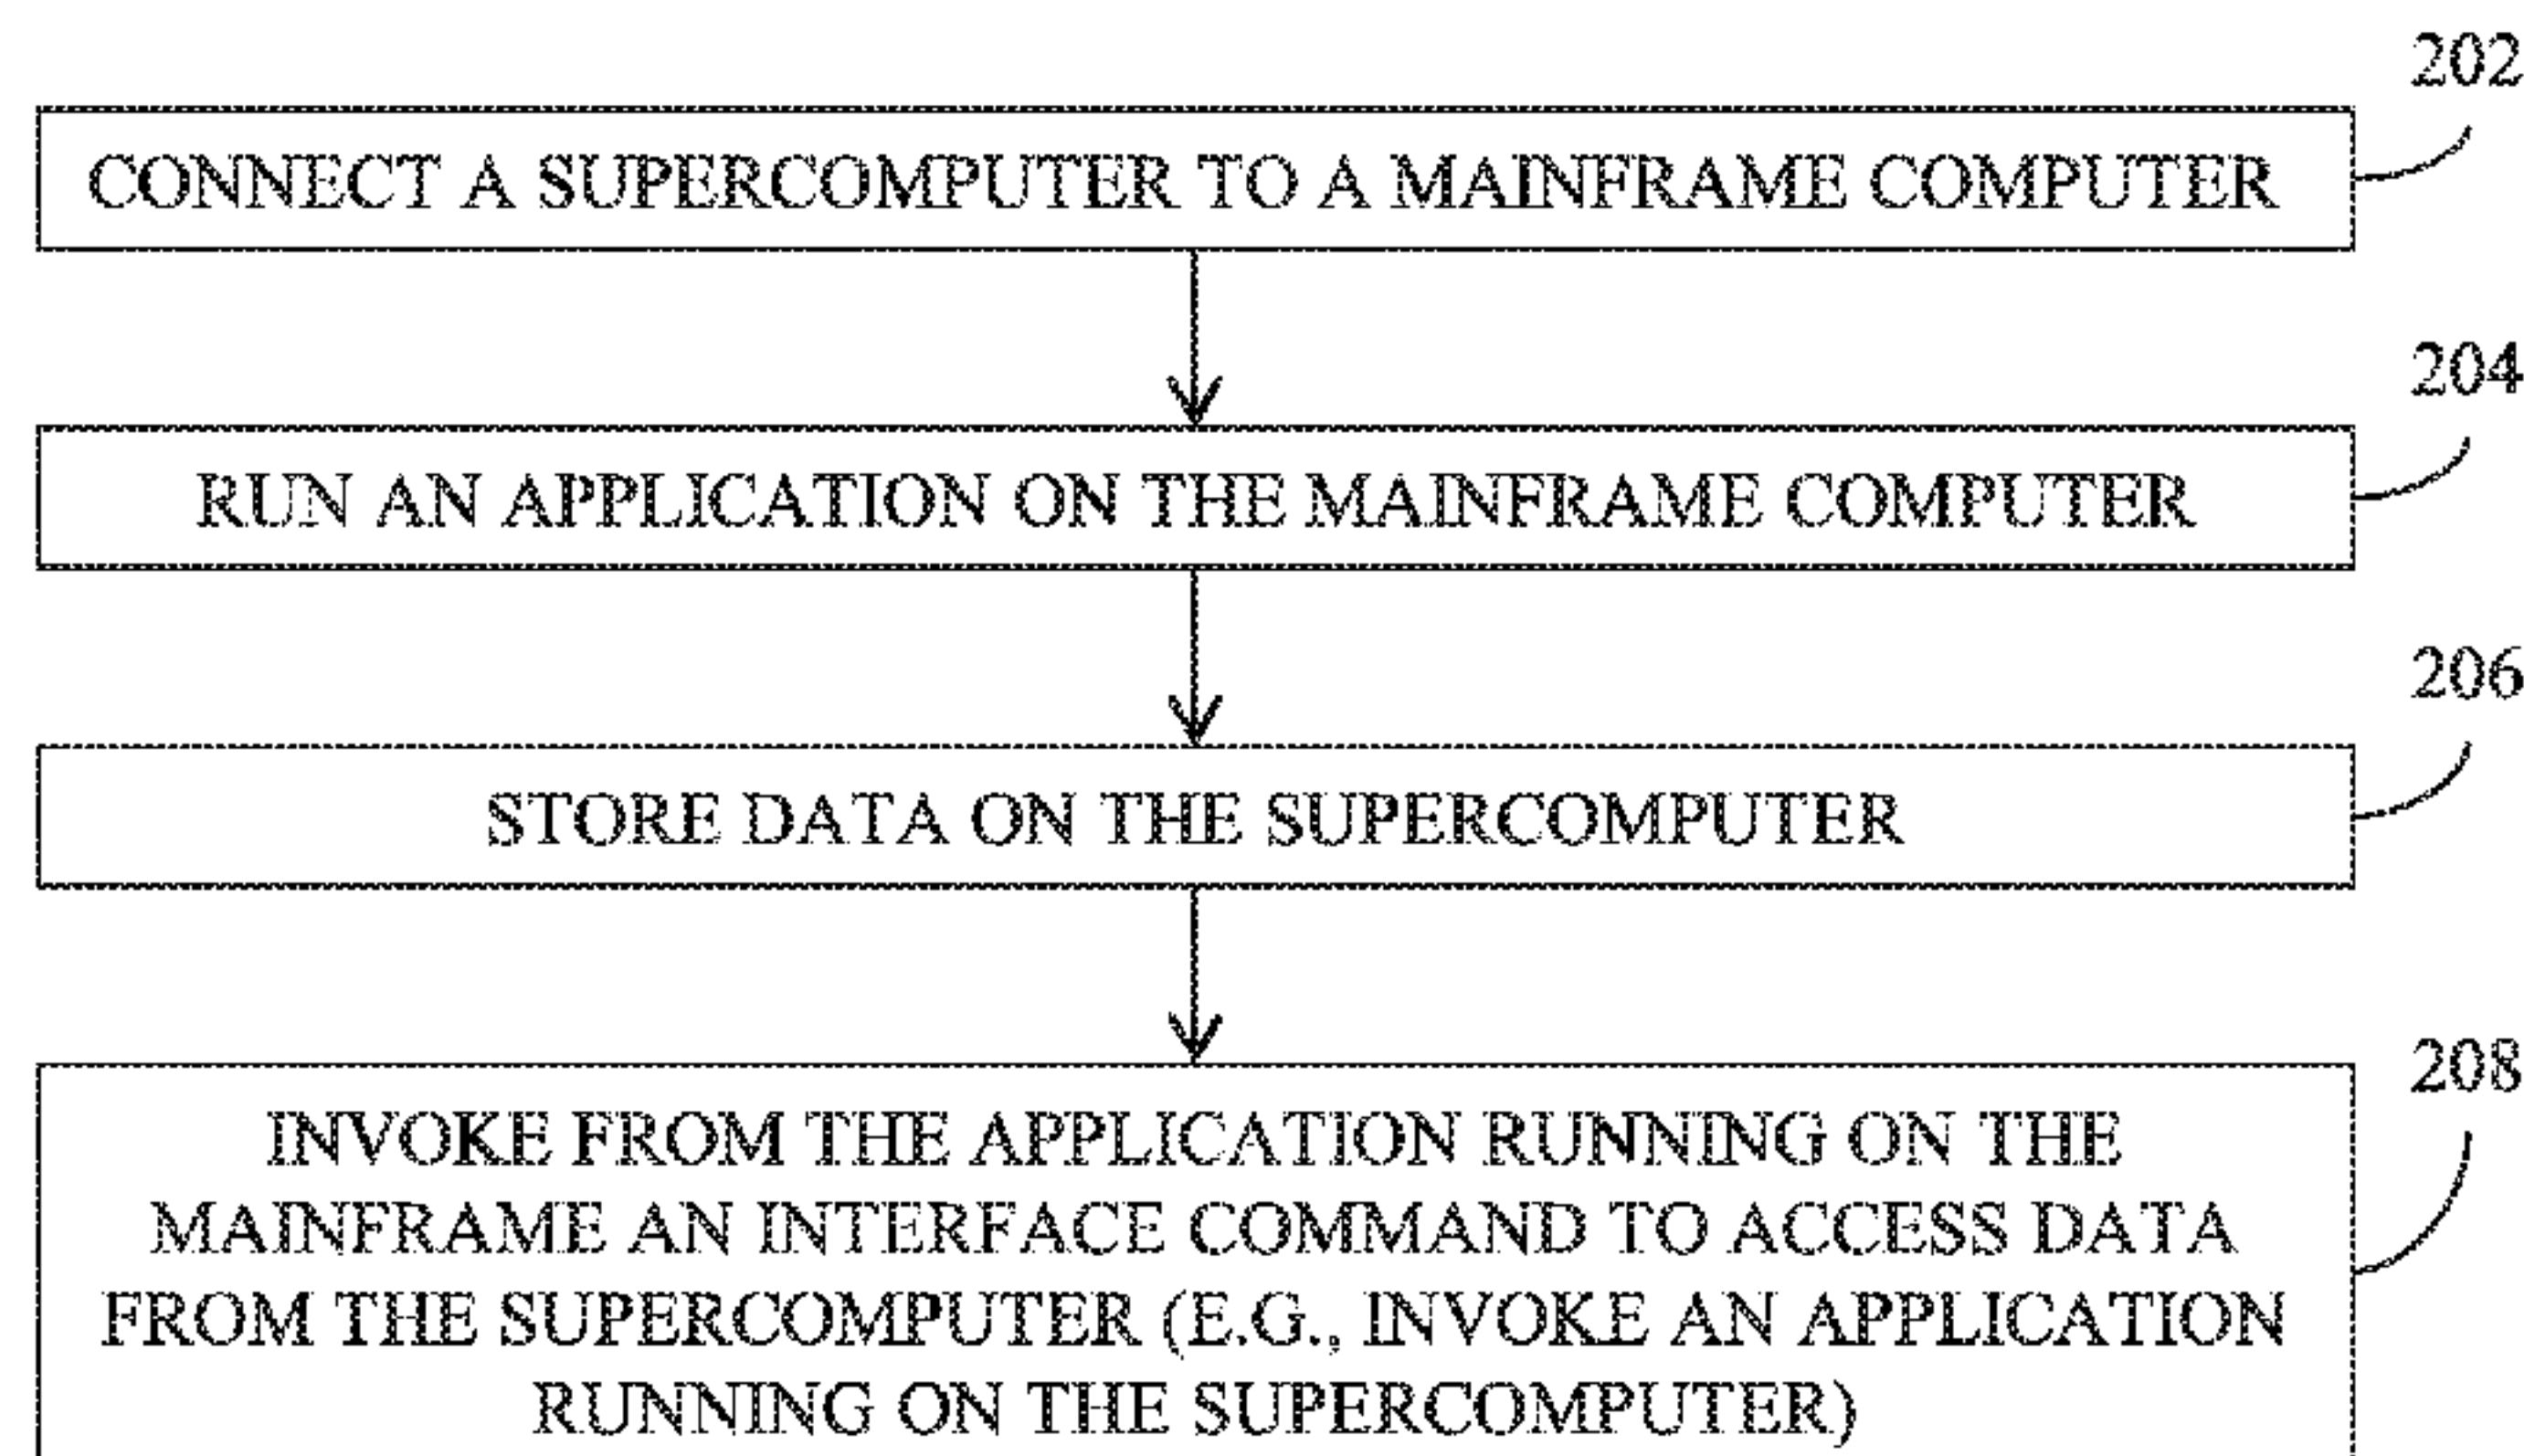 202
CONNECT A SUPERCOMPUTER TO A MAINFRAME COMPUTER
204
RUN AN APPLICATION ON THE MAINFRAME COMPUTER
206
STORE DATA ON THE SUPERCOMPUTER
208
INVOKE FROM THE APPLICATION RUNNING ON THE
MAINFRAME AN INTERFACE COMMAND TO ACCESS DATA
FROM THE SUPERCOMPUTER (E.G., INVOKE AN APPLICATION
RUNNING ON THE SUPERCOMPUTER)